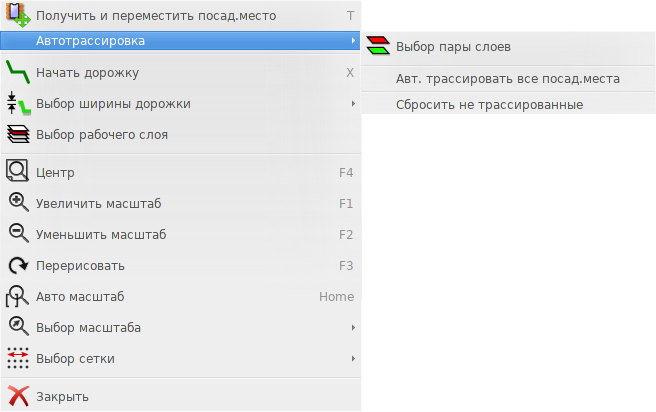 Получить и переместить посад.место T
Автотрассировка
Начать дорожку X
Выбор ширины дорожки
Выбор рабочего слоя
Центр F4
Увеличить масштаб F1
Уменьшить масштаб F2
Перерисовать F3
Авто масштаб Home
Выбор масштаба
Выбор сетки
Закрыть
Выбор пары слоев
Авт. трассировать все посад.места
Сбросить не трассированные